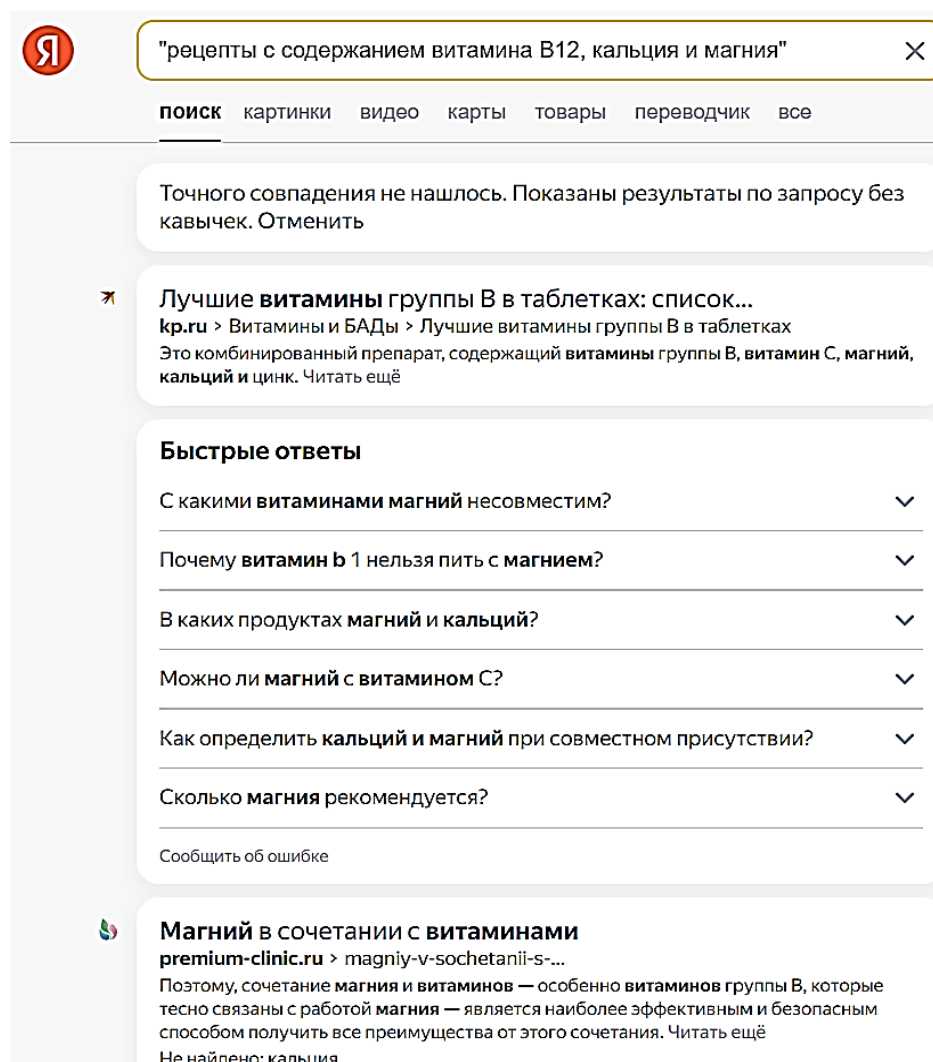 Я
"рецепты с содержанием витамина В12, кальция и магния"
поиск картинки видео карты товары переводчик все
Точного совпадения не нашлось. Показаны результаты по запросу без
кавычек. Отменить
Лучшие витамины группы В в таблетках: список...
kp.ru > Витамины и БАДы > Лучшие витамины группы В в таблетках
Это комбинированный препарат, содержащий витамины группы В, витамин С, магний,
кальций и цинк. Читать ещё
Быстрые ответы
С какими витаминами магний несовместим?
Почему витамин b 1 нельзя пить с магнием?
В каких продуктах магний и кальций?
Можно ли магний с витамином С?
Как определить кальций и магний при совместном присутствии?
Сколько магния рекомендуется?
Сообщить об ошибке
Магний в сочетании с витаминами
premium-clinic.ru > magniy-v-sochetanii-s-...
Поэтому, сочетание магния и витаминов — особенно витаминов группы В, которые
тесно связаны с работой магния — является наиболее эффективным и безопасным
способом получить все преимущества от этого сочетания. Читать ещё
Не найдено: кальция